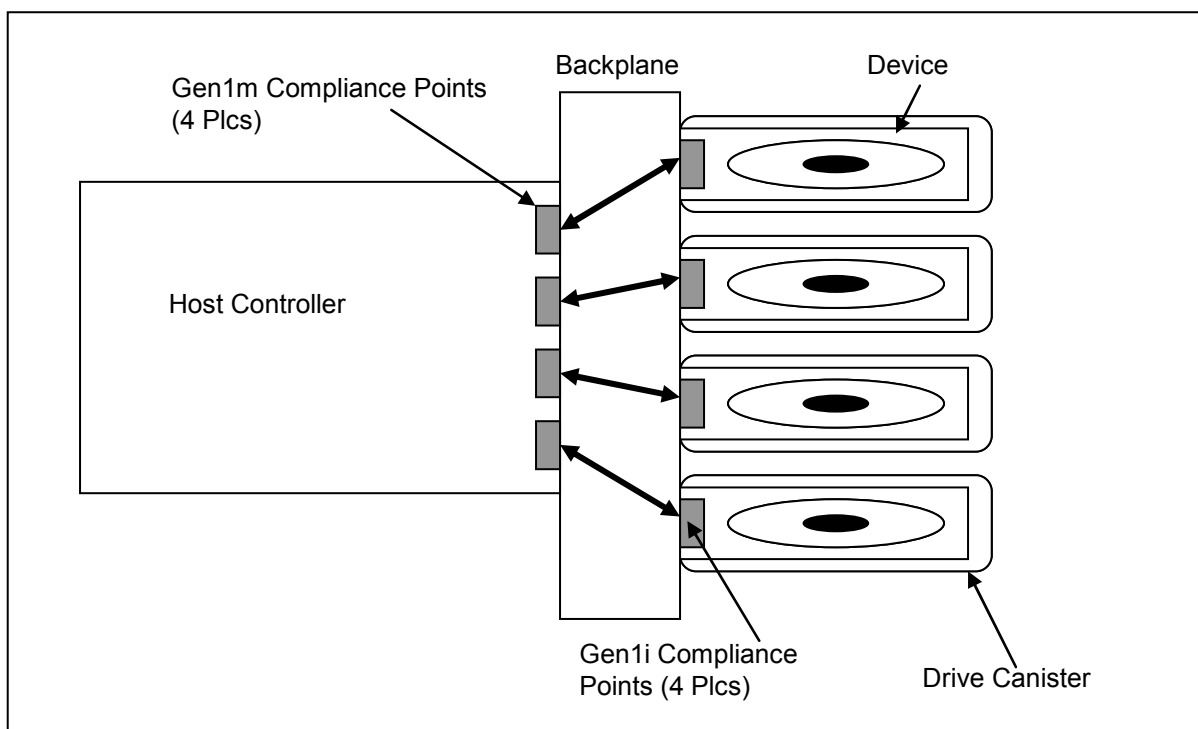 Backplane
Device
Gen1m Compliance Points
(4 Plcs)
Host Controller
Gen1i Compliance
Points (4 Plcs)
Drive Canister